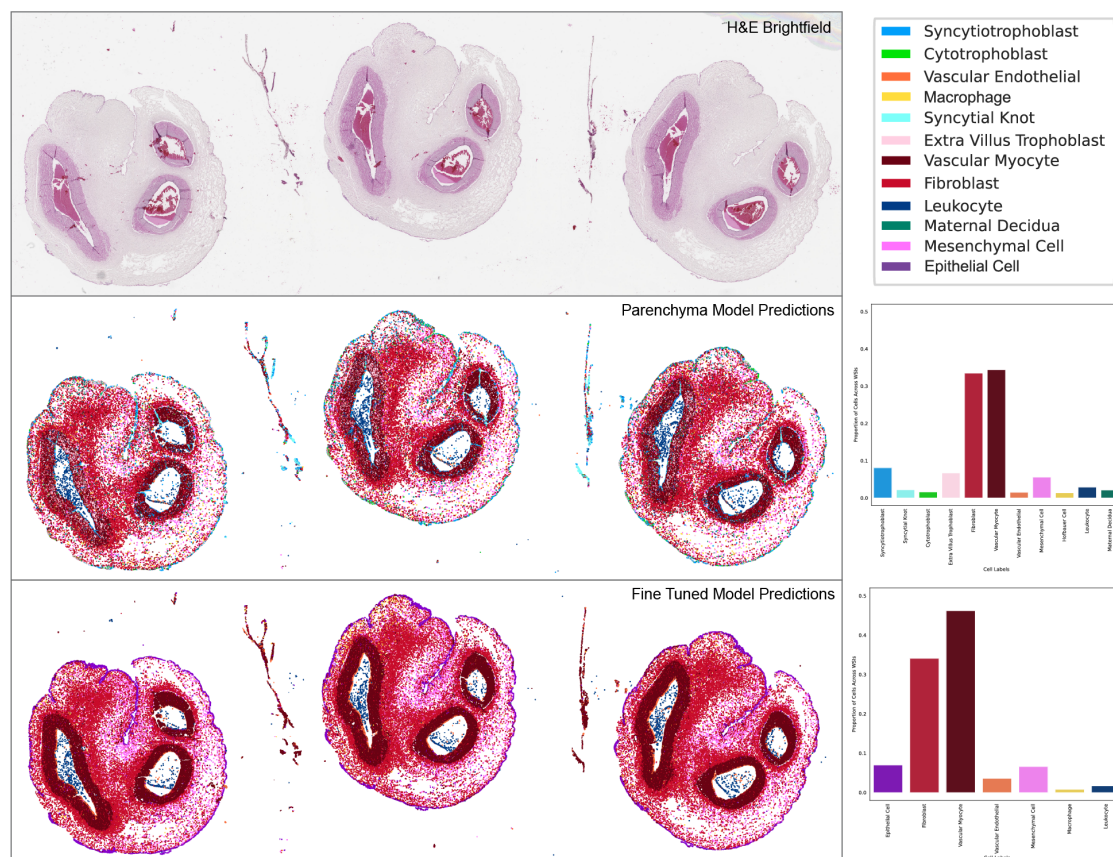 H&E Brightfield
Syncytiotrophoblast
Cytotrophoblast
Vascular Endothelial
Macrophage
Syncytial Knot
Extra Villus Trophoblast
Vascular Myocyte
Fibroblast
Leukocyte
Maternal Decidua
Mesenchymal Cell
Epithelial Cell
Parenchyma Model Predictions
Proportion of Cells Across WSIs
0.5
0.4
0.3
0.2
0.1
0.0
Syncytiotrophoblast
Syncytial Knot
Cytotrophoblast
Extra Villus Trophoblast
Fibroblast
Vascular Myocyte
Vascular Endothelial
Mesenchymal Cell
Hofbauer Cell
Leukocyte
Maternal Decidua
Cell Labels
Fine Tuned Model Predictions
Proportion of Cells Across WSIs
0.5
0.4
0.3
0.2
0.1
0.0
Epithelial Cell
Fibroblast
Vascular Myocyte
Vascular Endothelial
Mesenchymal Cell
Macrophage
Leukocyte
Cell Labels